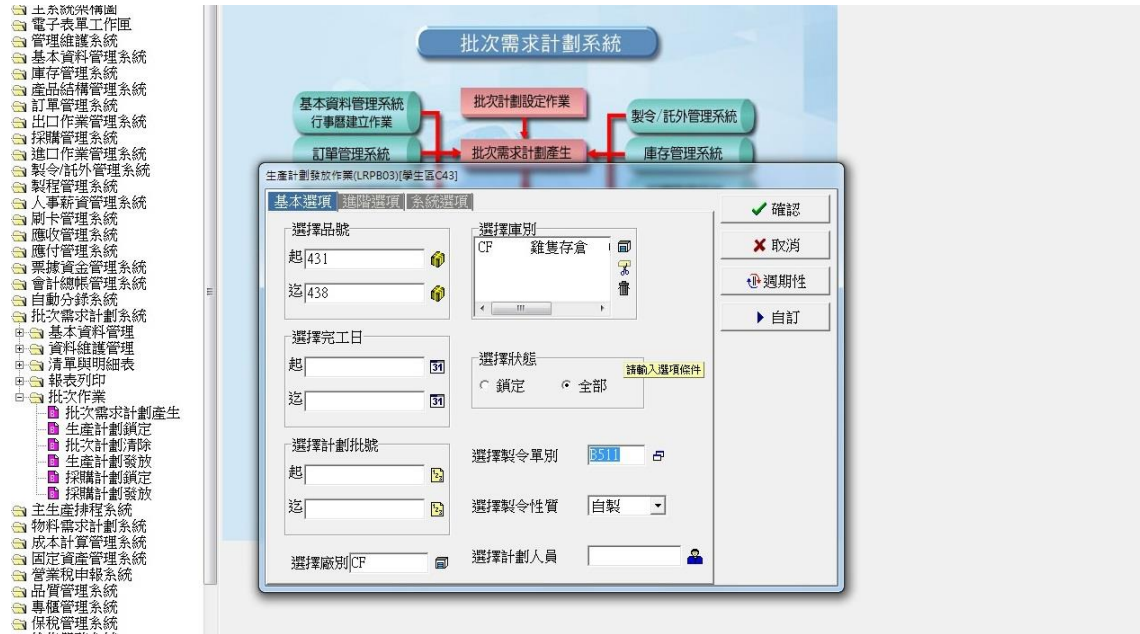 主系統架構圖
電子表單工作匣
管理維護系統
基本資料管理系統
庫存管理系統
產品結構管理系統
訂單管理系統
出口作業管理系統
採購管理系統
進口作業管理系統
製令/託外管理系統
製程管理系統
人事薪資管理系統
刷卡管理系統
應收管理系統
應付管理系統
票據資金管理系統
會計總帳管理系統
自動分錄系統
批次需求計劃系統
基本資料管理
資料維護管理
清單與明細表
報表列印
批次作業
批次需求計劃產生
生產計劃鎖定
批次計劃清除
生產計劃發放
採購計劃鎖定
採購計劃發放
主生產排程系統
物料需求計劃系統
成本計算管理系統
固定資產管理系統
營業稅申報系統
品質管理系統
專櫃管理系統
保稅管理系統
批次需求計劃系統
基本資料管理系統
行事曆建立作業
批次計劃設定作業
製令/託外管理系統
訂單管理系統
批次需求計劃產生
庫存管理系統
生產計劃發放作業(LRPB03)[學生區C43]
基本選項 進階選項 系統選項
選擇品號
起 431
迄 438
選擇庫別
CF 雞隻存倉
選擇完工日
起 31
迄 31
選擇狀態
鎖定 全部
請輸入選項條件
選擇計劃批號
起
迄
選擇製令單別 B511
選擇製令性質 自製
選擇廠別 CF
選擇計劃人員
確認
取消
週期性
自訂